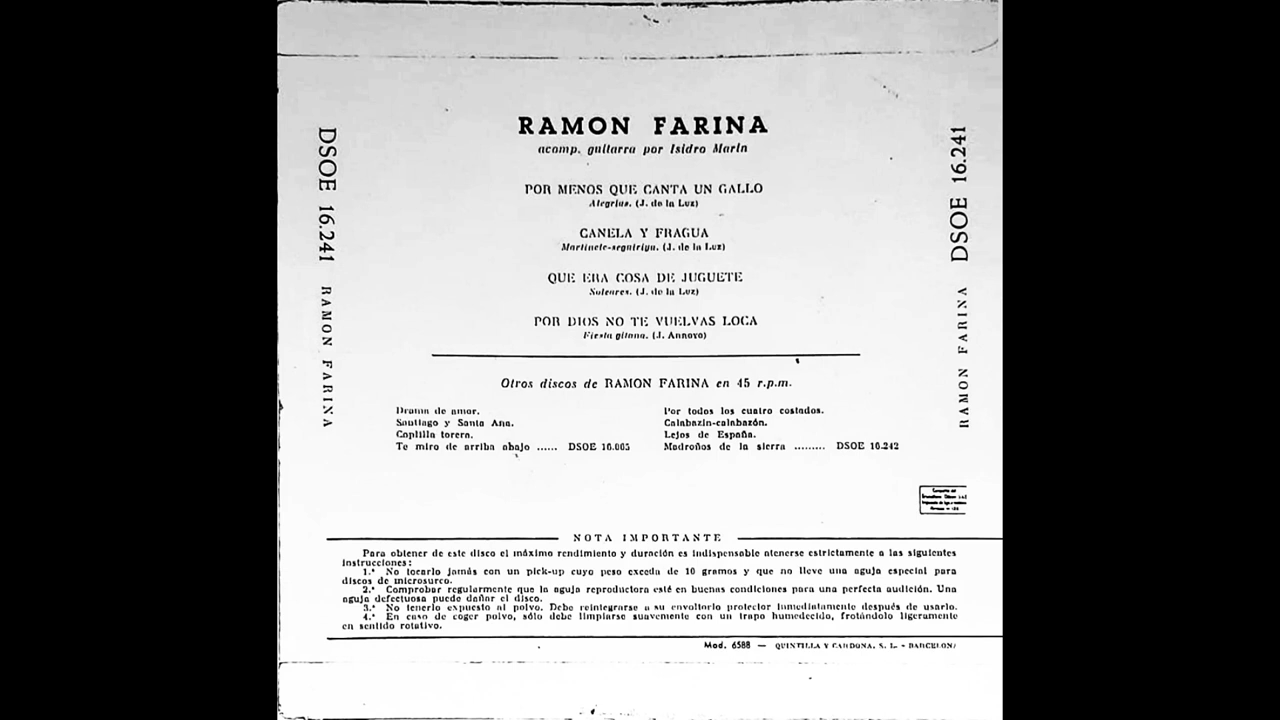 RAMON FARINA
acomp. guitarra por Isidro Marín
POR MENOS QUE CANTA UN GALLO
Alegrías. (J. de la Luz)
CANELA Y FRAGUA
Martinete-seguiriya. (J. de la Luz)
QUE ERA COSA DE JUGUETE
Soleares. (J. de la Luz)
POR DIOS NO TE VUELVAS LOCA
Fiesta gitana. (J. Arroyo)
Otros discos de RAMON FARINA en 45 r.p.m.
Drama de amor.
Santiago y Santa Ana.
Capilla torera.
Te miro de arriba abajo ...... DSOE 16.005
Por todos los cuatro costados.
Calabazín-calabazón.
Lejos de España.
Madroños de la sierra ......... DSOE 16.242
DSOE 16.241 RAMON FARINA
RAMON FARINA DSOE 16.241
NOTA IMPORTANTE
Para obtener de este disco el máximo rendimiento y duración es indispensable atenerse estrictamente a las siguientes
instrucciones:
1.ª No tocarlo jamás con un pick-up cuyo peso exceda de 10 gramos y que no lleve una aguja especial para
discos de microsurco.
2.ª Comprobar regularmente que la aguja reproductora esté en buenas condiciones para una perfecta audición. Una
aguja defectuosa puede dañar el disco.
3.ª No tenerlo expuesto al polvo. Debe reintegrarse a su envoltorio protector inmediatamente después de usarlo.
4.ª En caso de coger polvo, sólo debe limpiarse suavemente con un trapo humedecido, frotándolo ligeramente
en sentido rotativo.
Mod. 6588 — QUINTILLA Y CARDONA, S. L. - BARCELONA